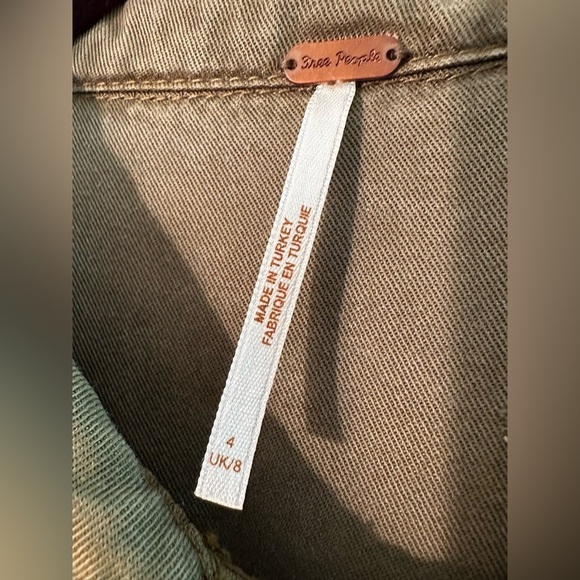 Free People
MADE IN TURKEY
FABRIQUE EN TURQUIE
4
UK/8